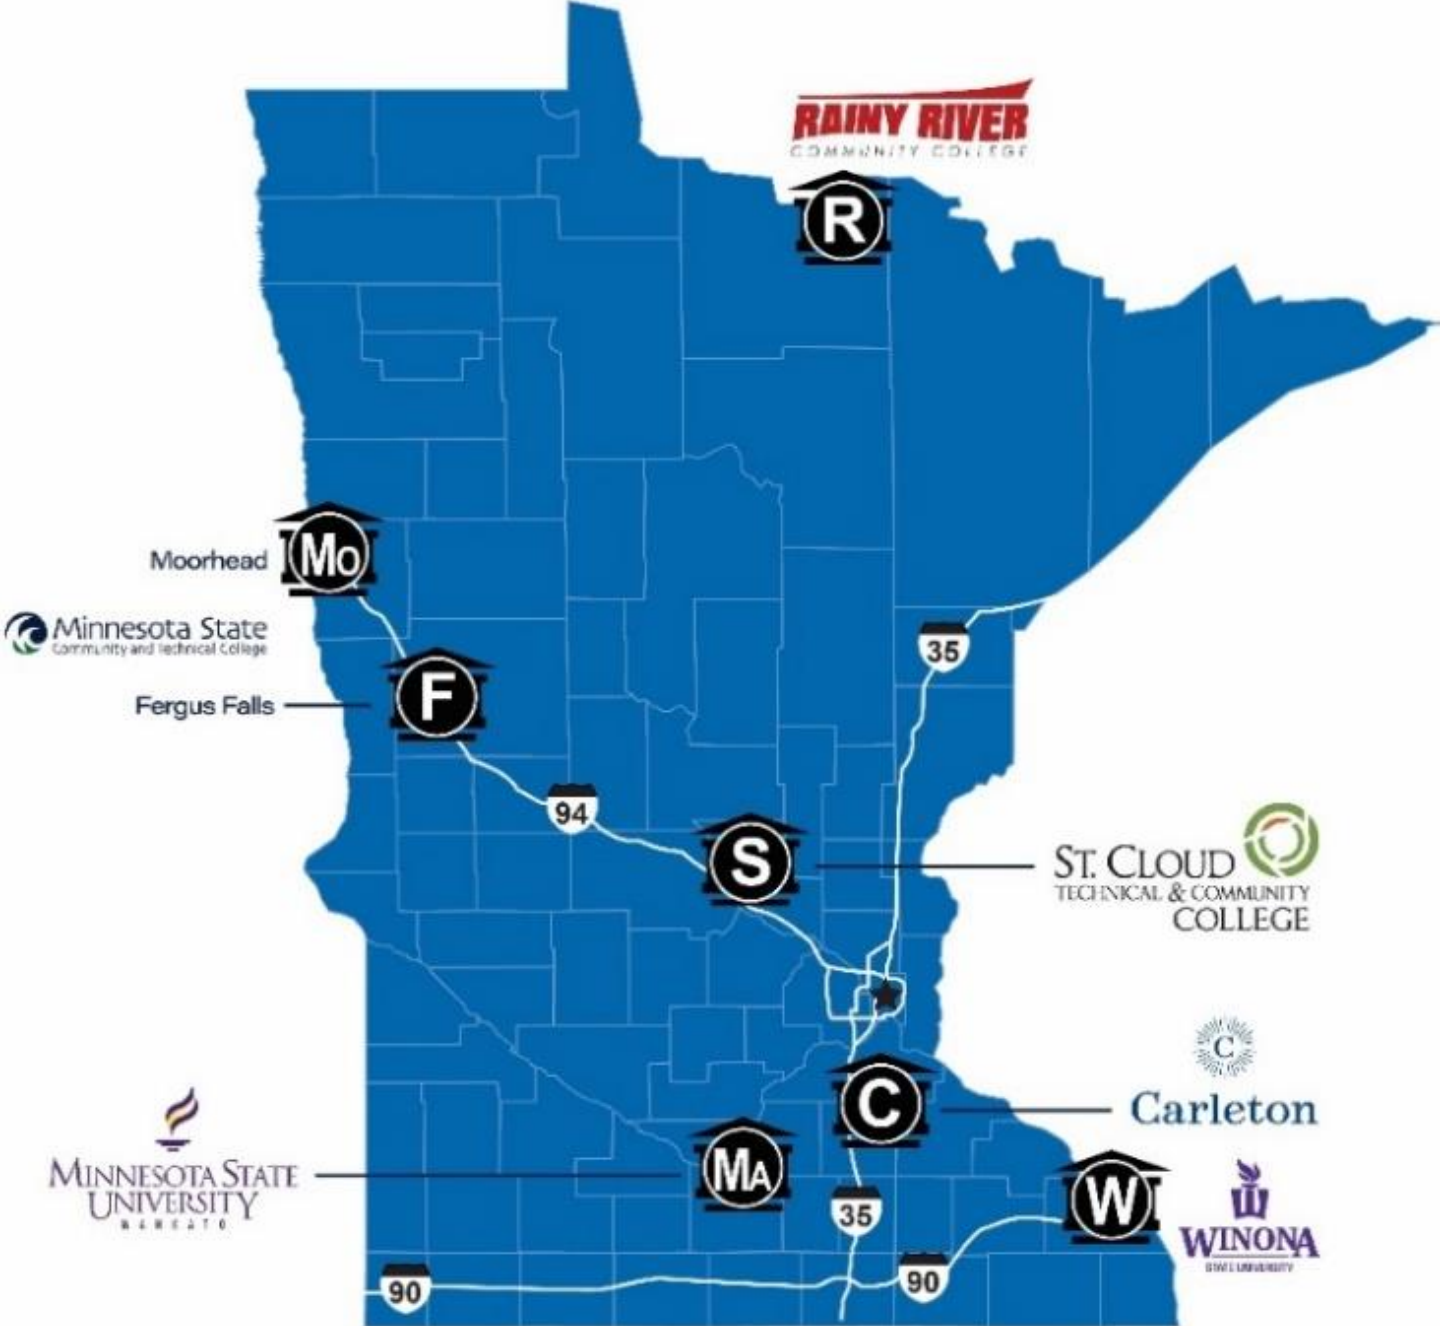 RAINY RIVER
COMMUNITY COLLEGE
R
Moorhead
MO
Minnesota State
Community and Technical College
Fergus Falls
F
35
94
S
ST. CLOUD
TECHNICAL & COMMUNITY
COLLEGE
C
C
Carleton
MINNESOTA STATE
UNIVERSITY
MANKATO
MA
W
WINONA
STATE UNIVERSITY
35
90
90